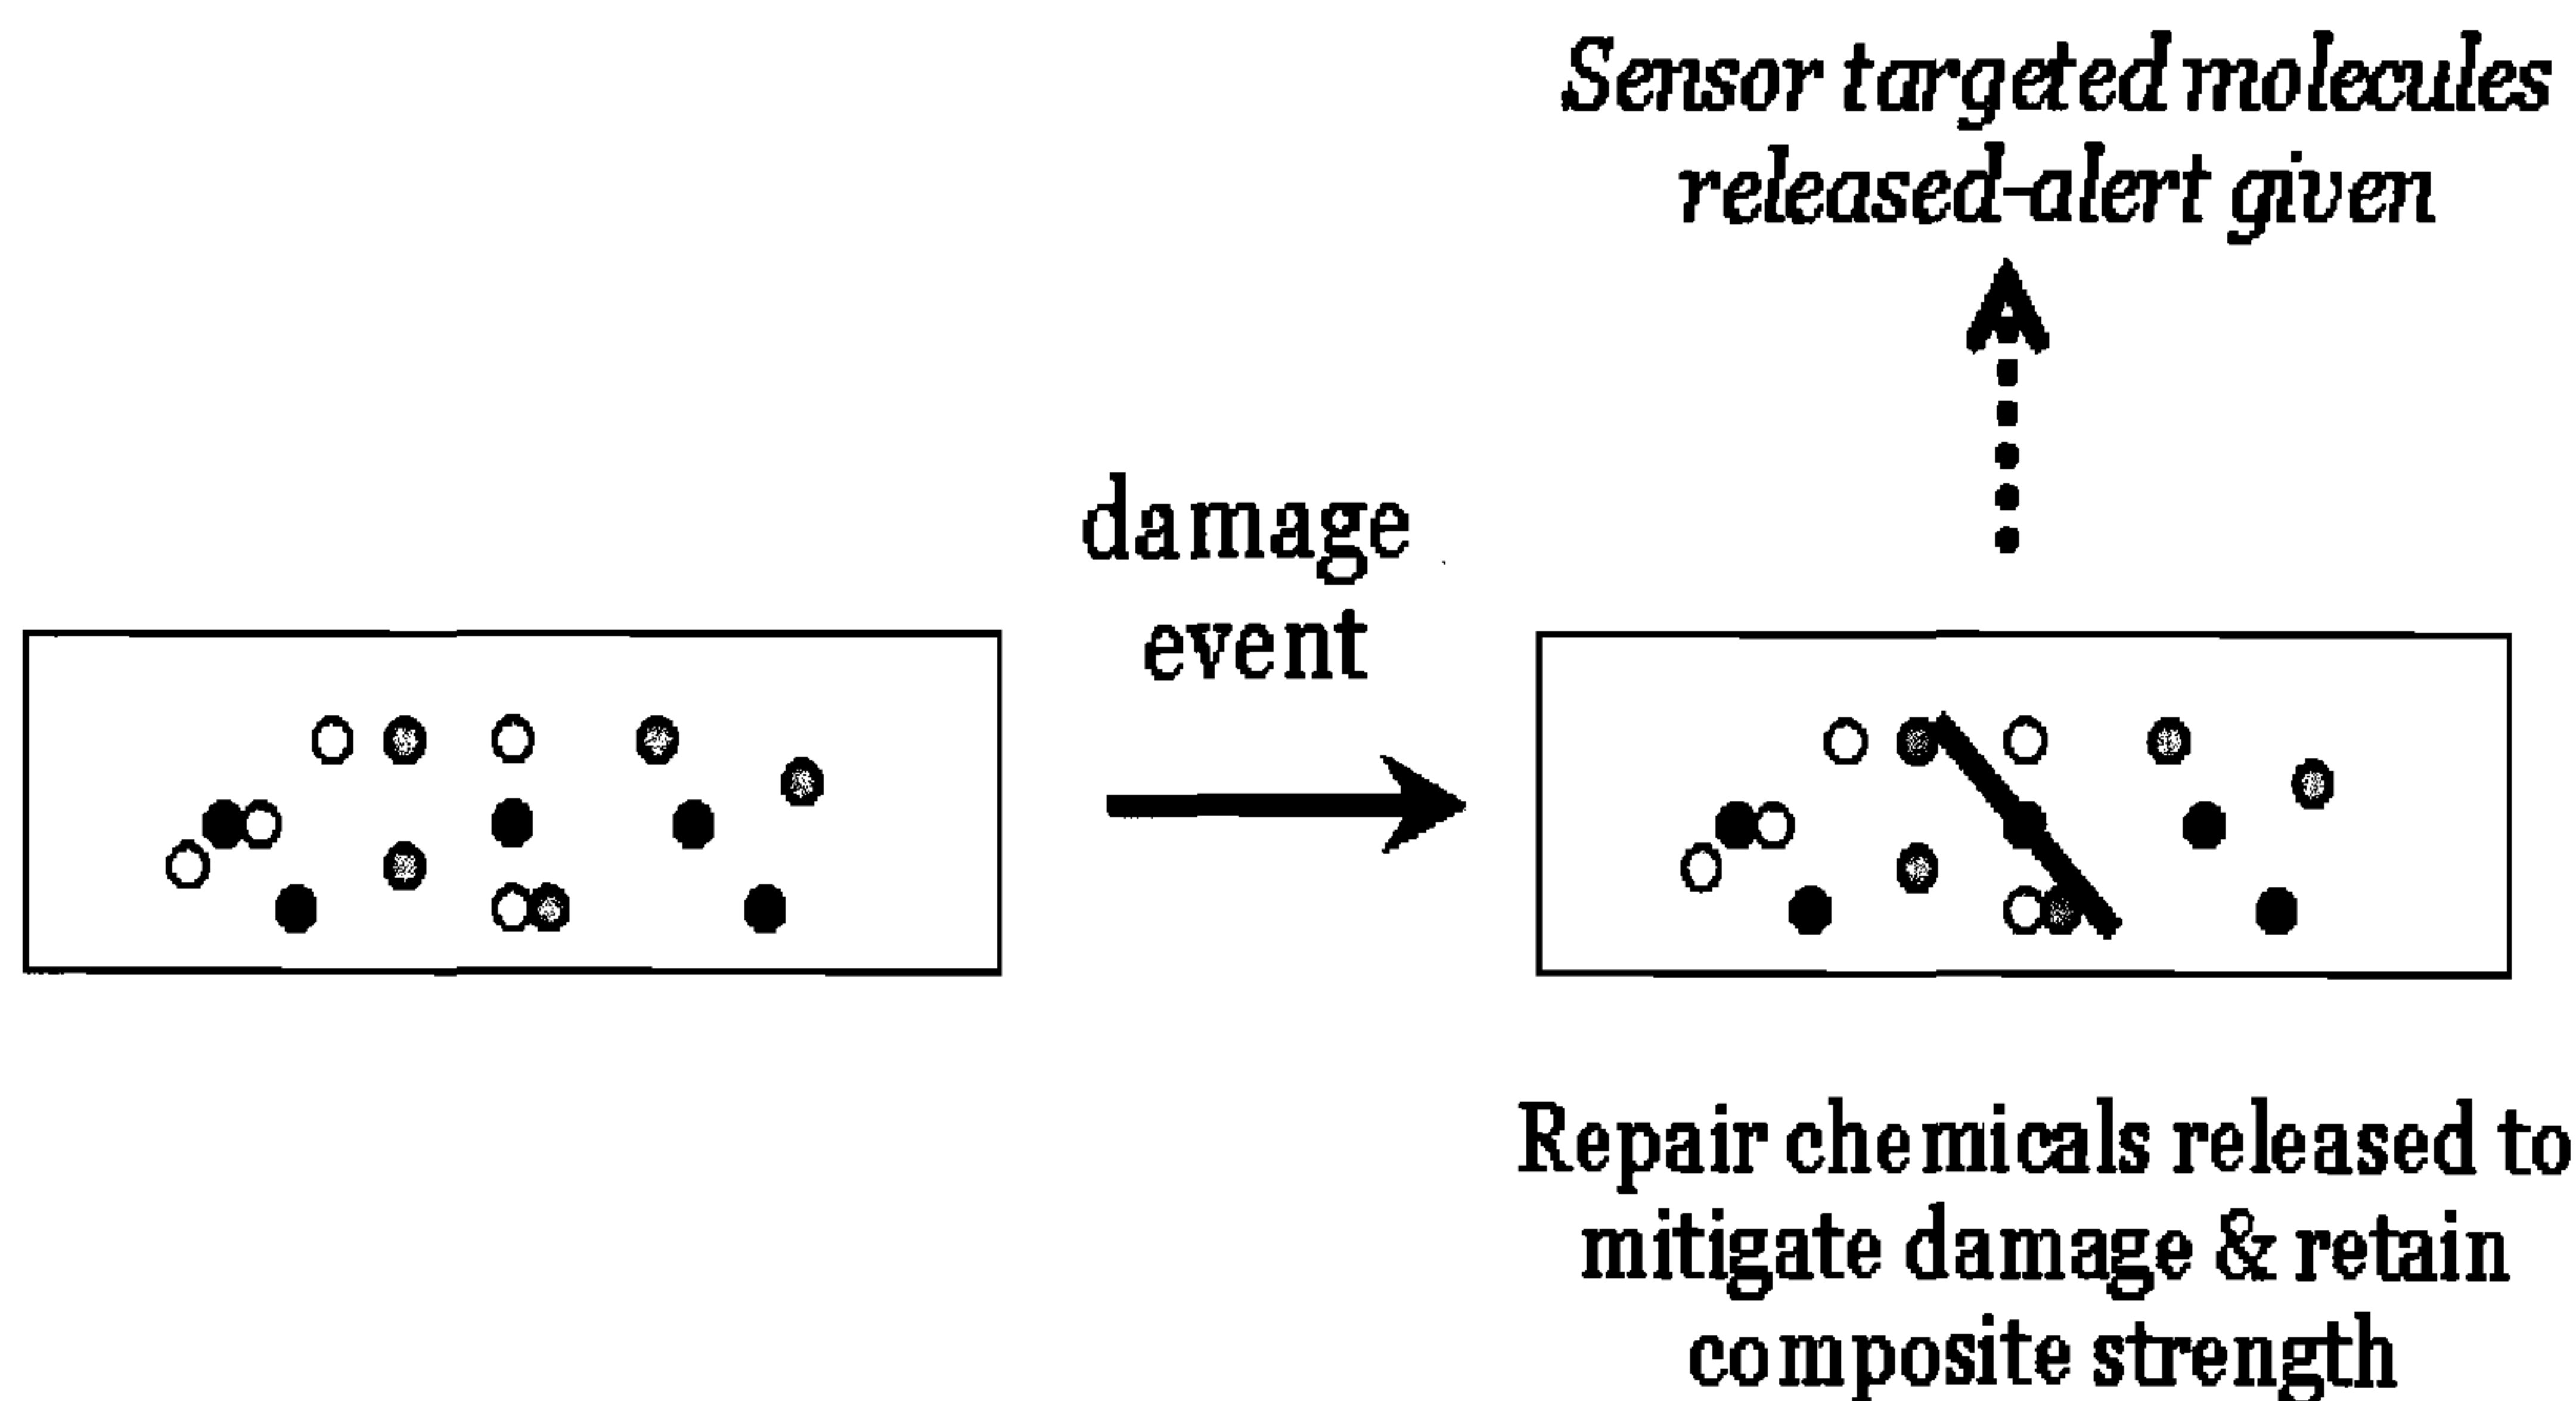 Sensor targeted molecules
released-alert given
damage
event
Repair chemicals released to
mitigate damage & retain
composite strength